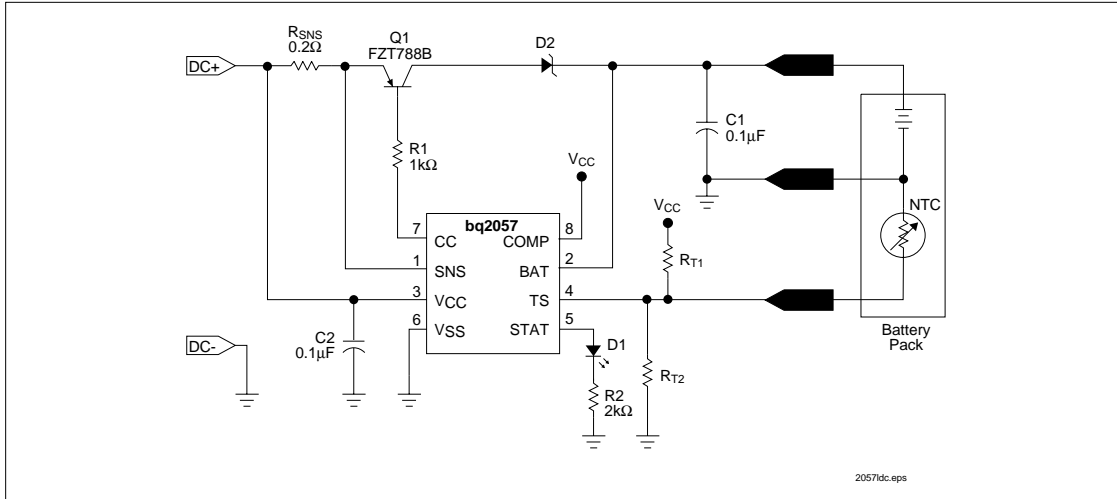 RSNS
0.2Ω
Q1
FZT788B
D2
DC+
C1
0.1µF
R1
1kΩ
VCC
VCC
NTC
bq2057
7
CC
COMP
8
1
SNS
BAT
2
RT1
3
VCC
TS
4
6
VSS
STAT
5
C2
0.1µF
DC-
D1
RT2
R2
2kΩ
Battery
Pack
2057ldc.eps